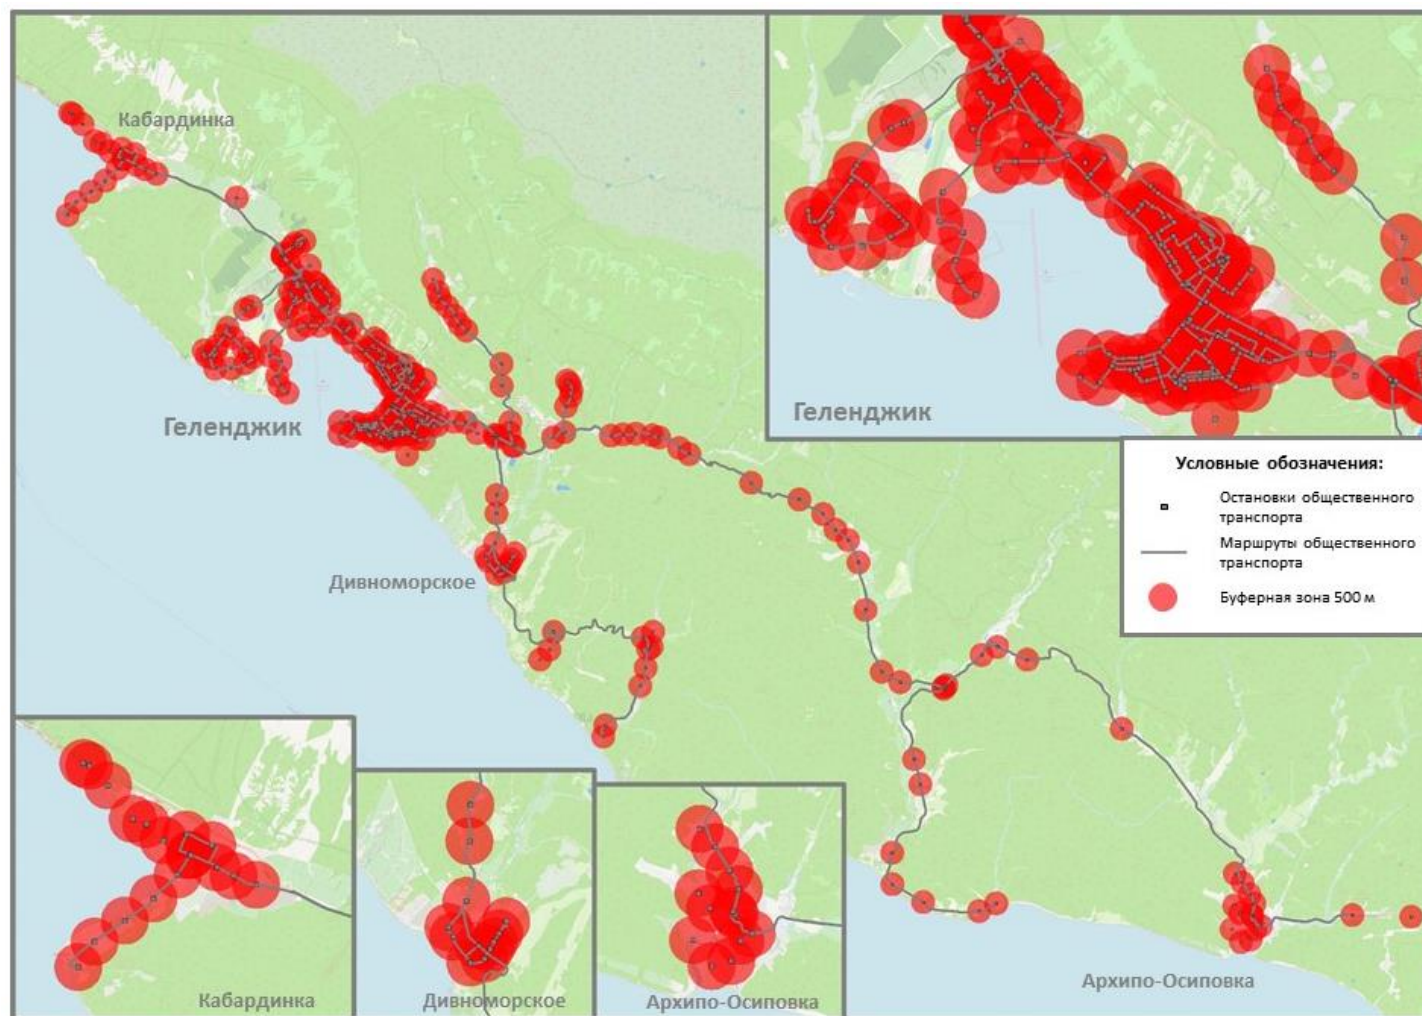 Кабардинка
Геленджик
Дивноморское
Архипо-Осиповка
Геленджик
Условные обозначения:
Остановки общественного
транспорта
Маршруты общественного
транспорта
Буферная зона 500 м
Кабардинка
Дивноморское
Архипо-Осиповка